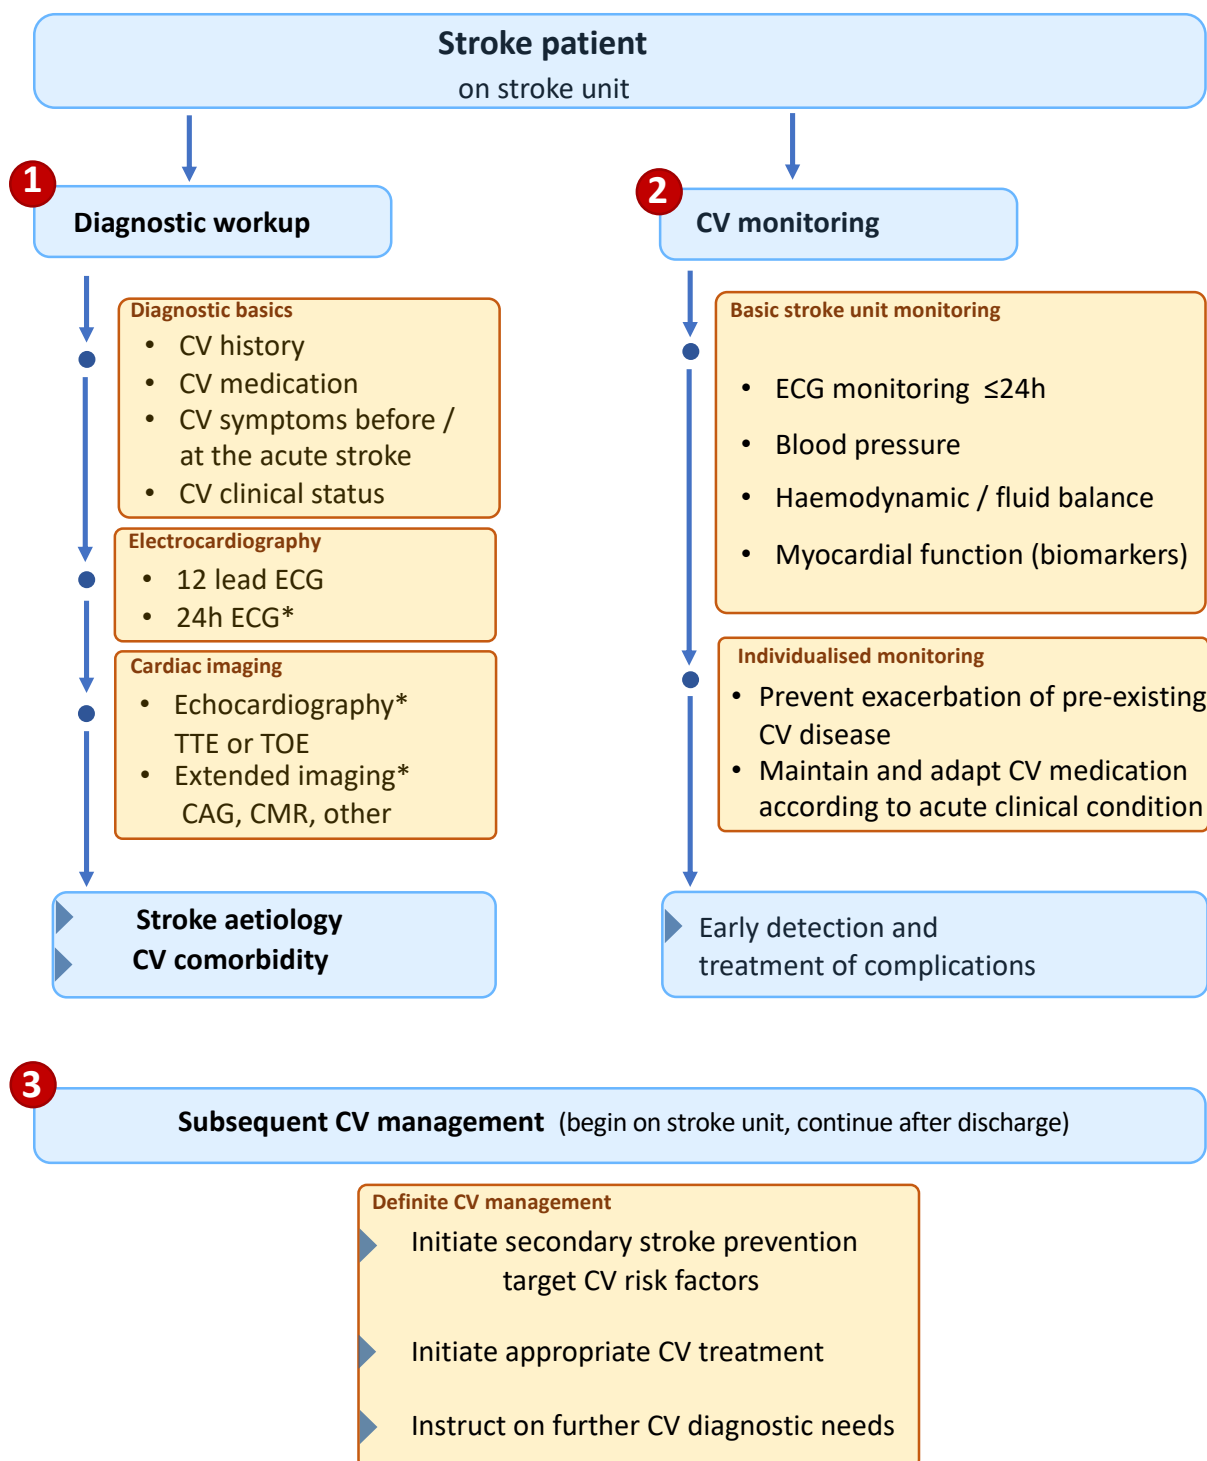 Stroke patient
on stroke unit
1
Diagnostic workup
Diagnostic basics
• CV history
• CV medication
• CV symptoms before /
at the acute stroke
• CV clinical status
Electrocardiography
• 12 lead ECG
• 24h ECG*
Cardiac imaging
• Echocardiography*
TTE or TOE
• Extended imaging*
CAG, CMR, other
Stroke aetiology
CV comorbidity
2
CV monitoring
Basic stroke unit monitoring
• ECG monitoring ≤24h
• Blood pressure
• Haemodynamic / fluid balance
• Myocardial function (biomarkers)
Individualised monitoring
• Prevent exacerbation of pre-existing
CV disease
• Maintain and adapt CV medication
according to acute clinical condition
Early detection and
treatment of complications
3
Subsequent CV management (begin on stroke unit, continue after discharge)
Definite CV management
Initiate secondary stroke prevention
target CV risk factors
Initiate appropriate CV treatment
Instruct on further CV diagnostic needs